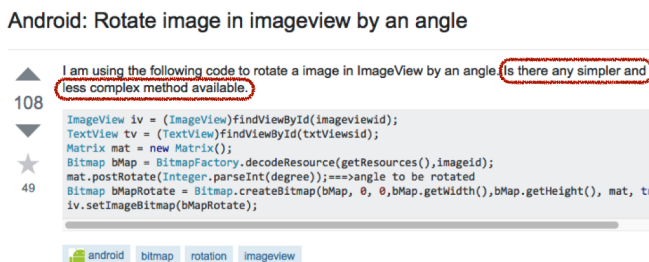 Android: Rotate image in imageview by an angle
I am using the following code to rotate a image in ImageView by an angle. Is there any simpler and
less complex method available.
108
49
ImageView iv = (ImageView)findViewById(imageviewid);
TextView tv = (TextView)findViewById(txtViewsid);
Matrix mat = new Matrix();
Bitmap bMap = BitmapFactory.decodeResource(getResources(),imageid);
mat.postRotate(Integer.parseInt(degree));===>angle to be rotated
Bitmap bMapRotate = Bitmap.createBitmap(bMap, 0, 0,bMap.getWidth(),bMap.getHeight(), mat,
iv.setImageBitmap(bMapRotate);
android bitmap rotation imageview